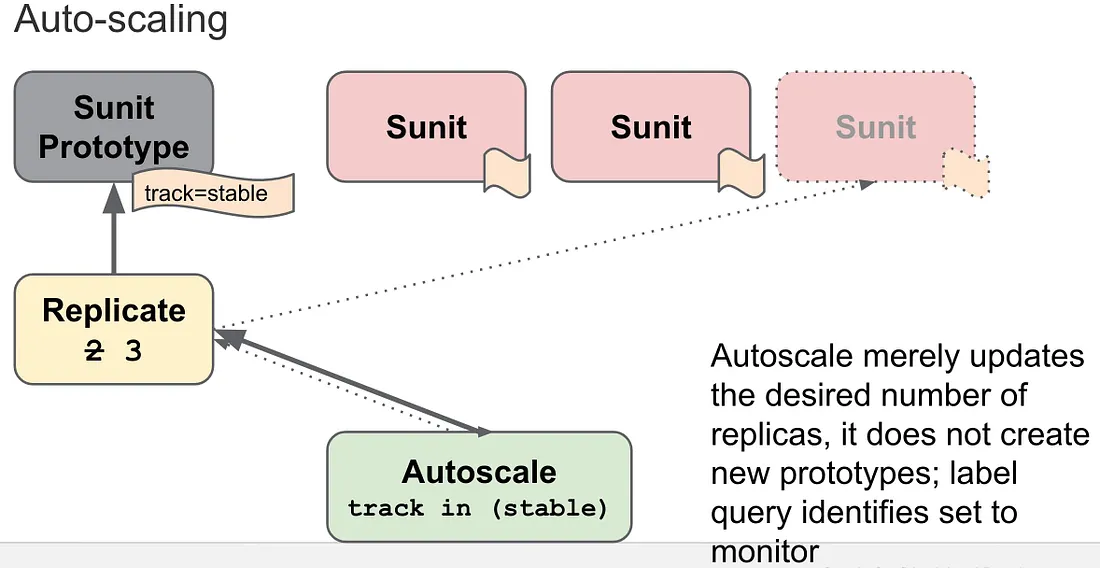 Auto-scaling
Sunit
Prototype
track=stable
Sunit
Sunit
Sunit
Replicate
2 3
Autoscale
track in (stable)
Autoscale merely updates
the desired number of
replicas, it does not create
new prototypes; label
query identifies set to
monitor